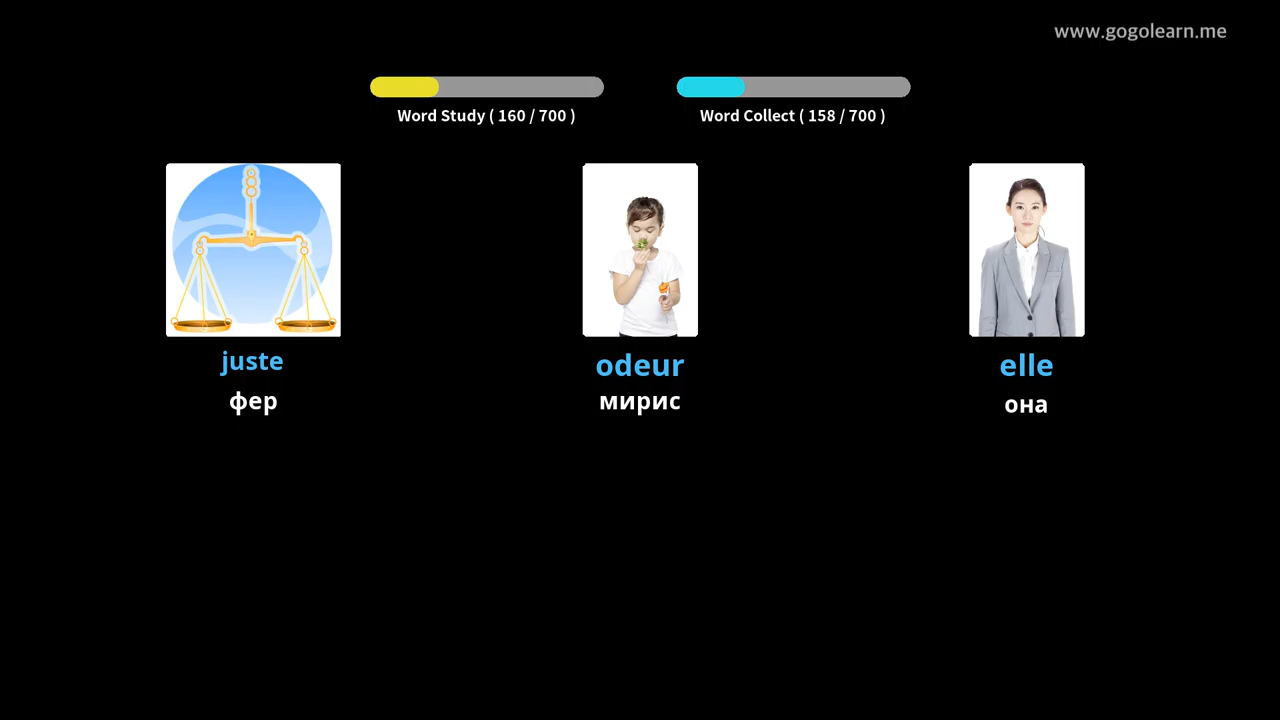 www.gogolearn.me
Word Study ( 160 / 700 )
Word Collect ( 158 / 700 )
juste
фер
odeur
мирис
elle
она